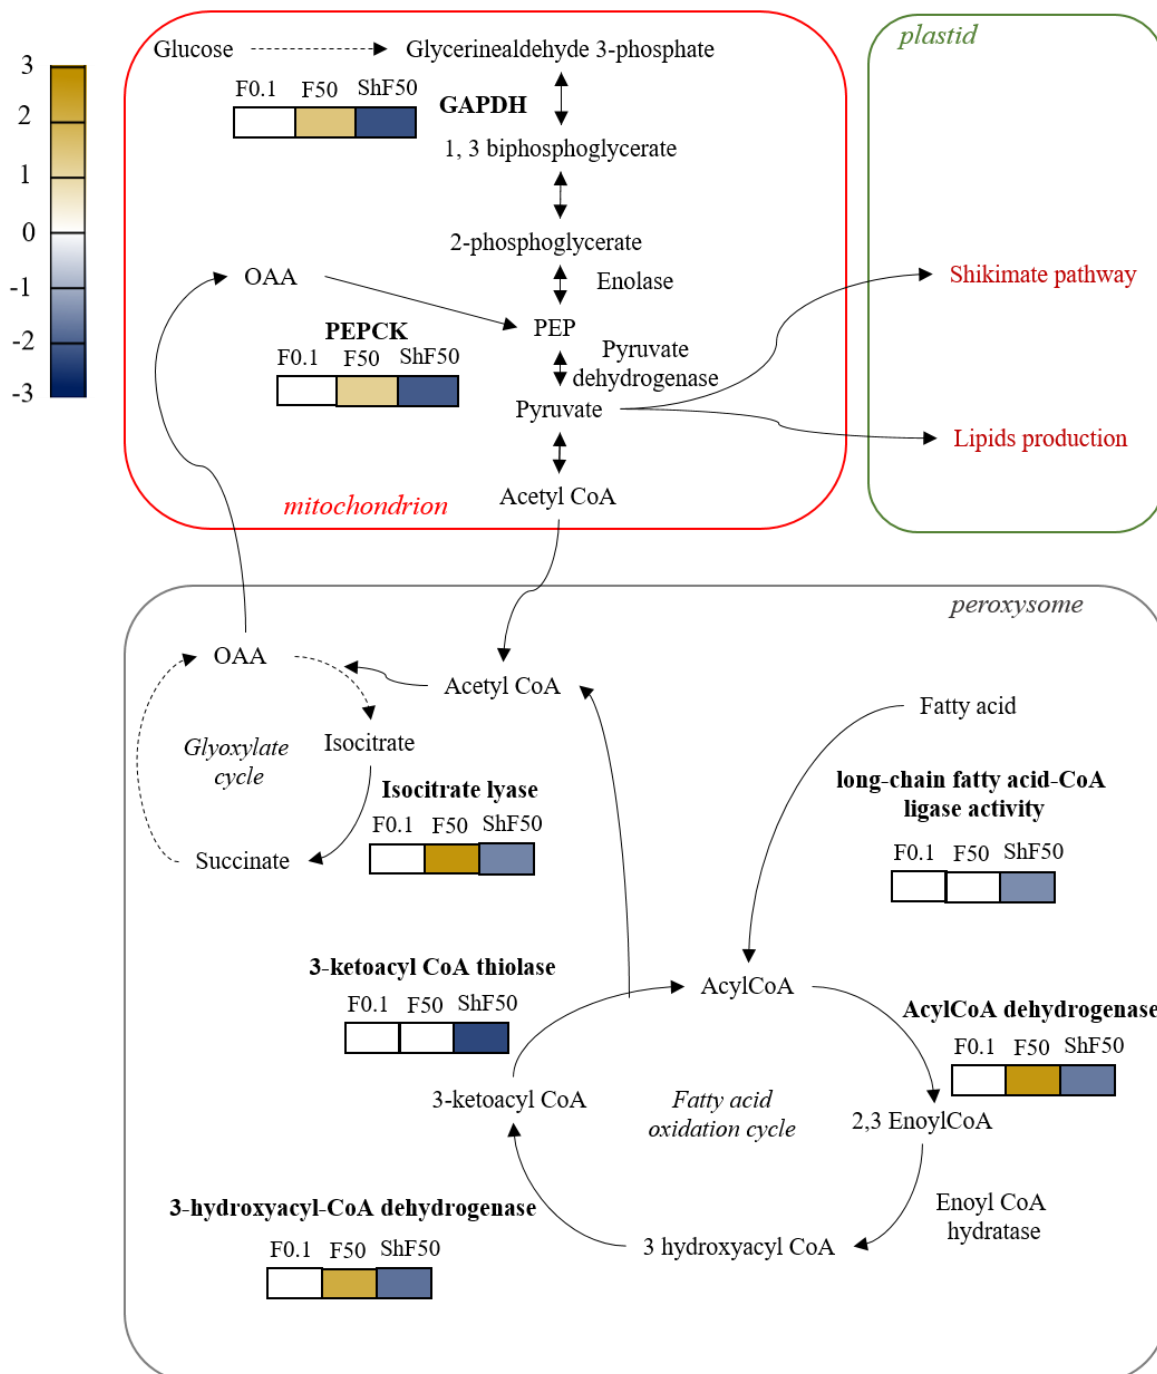 3
2
1
0
-1
-2
-3
Glucose
Glycerinealdehyde 3-phosphate
F0.1 F50 ShF50
GAPDH
1, 3 biphosphoglycerate
2-phosphoglycerate
OAA
Enolase
PEP
PEPCK
F0.1 F50 ShF50
Pyruvate
dehydrogenase
Pyruvate
Acetyl CoA
mitochondrion
plastid
Shikimate pathway
Lipids production
peroxysome
OAA
Acetyl CoA
Fatty acid
Isocitrate
Glyoxylate
cycle
Isocitrate lyase
F0.1 F50 ShF50
Succinate
long-chain fatty acid-CoA
ligase activity
F0.1 F50 ShF50
3-ketoacyl CoA thiolase
F0.1 F50 ShF50
AcylCoA
AcylCoA dehydrogenase
F0.1 F50 ShF50
3-ketoacyl CoA
Fatty acid
oxidation cycle
2,3 EnoylCoA
3-hydroxyacyl-CoA dehydrogenase
F0.1 F50 ShF50
3 hydroxyacyl CoA
Enoyl CoA
hydratase